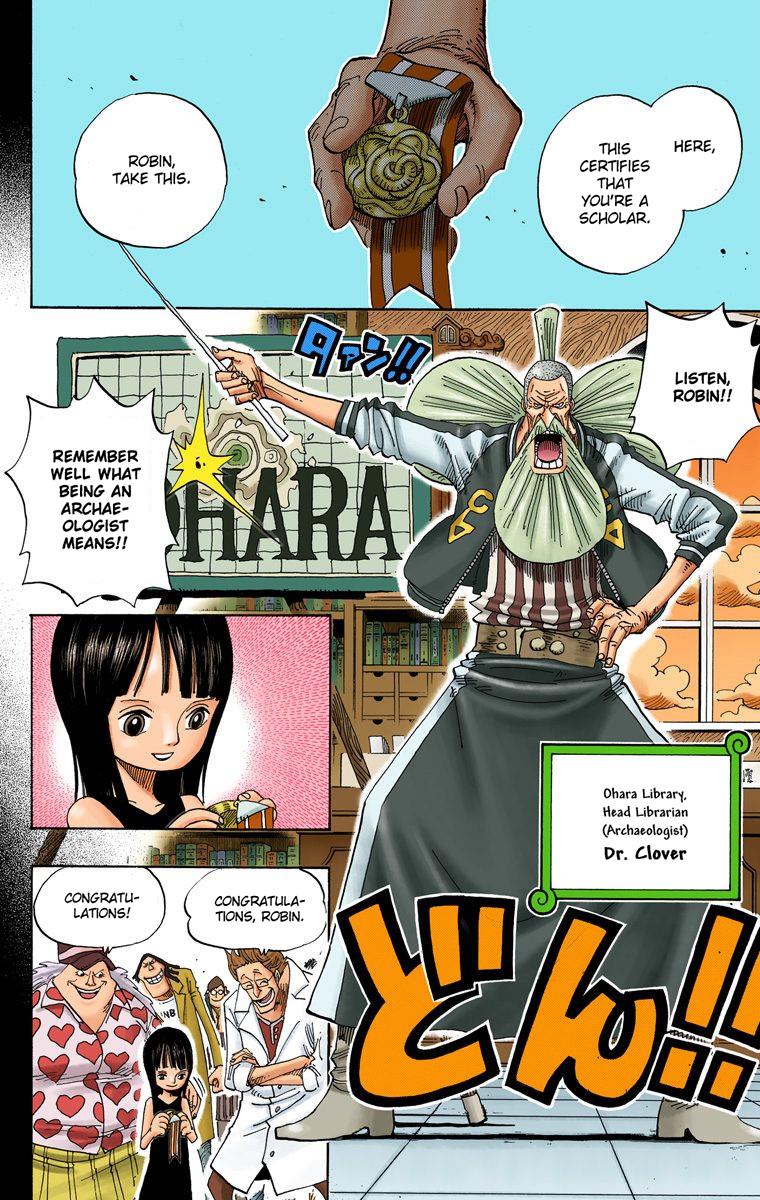 HERE,
THIS
CERTIFIES
THAT
YOU'RE A
SCHOLAR.
ROBIN,
TAKE THIS.
LISTEN,
ROBIN!!
タァン!!
REMEMBER
WELL WHAT
BEING AN
ARCHAE-
OLOGIST
MEANS!!
OHARA
Ohara Library,
Head Librarian
(Archaeologist)
Dr. Clover
CONGRATULA-
TIONS, ROBIN.
CONGRATU-
LATIONS!
どん!!